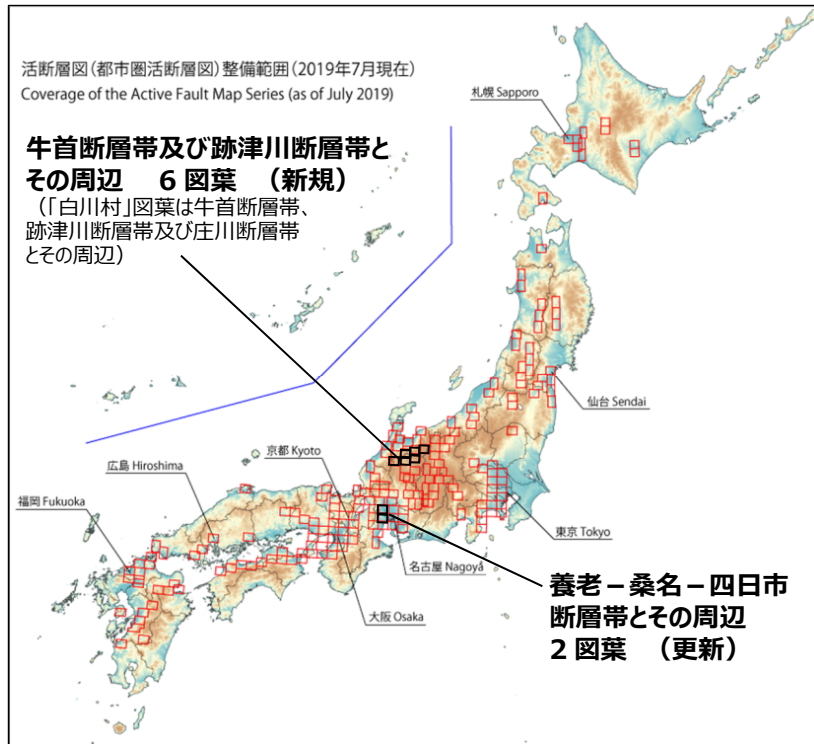 活断層図(都市圏活断層図)整備範囲(2019年7月現在)
Coverage of the Active Fault Map Series (as of July 2019)
札幌 Sapporo
牛首断層帯及び跡津川断層帯と
その周辺 6図葉 (新規)
(「白川村」図葉は牛首断層帯、
跡津川断層帯及び庄川断層帯
とその周辺)
仙台 Sendai
京都 Kyoto
広島 Hiroshima
福岡 Fukuoka
東京 Tokyo
名古屋 Nagoya
大阪 Osaka
養老－桑名－四日市
断層帯とその周辺
2図葉 (更新)